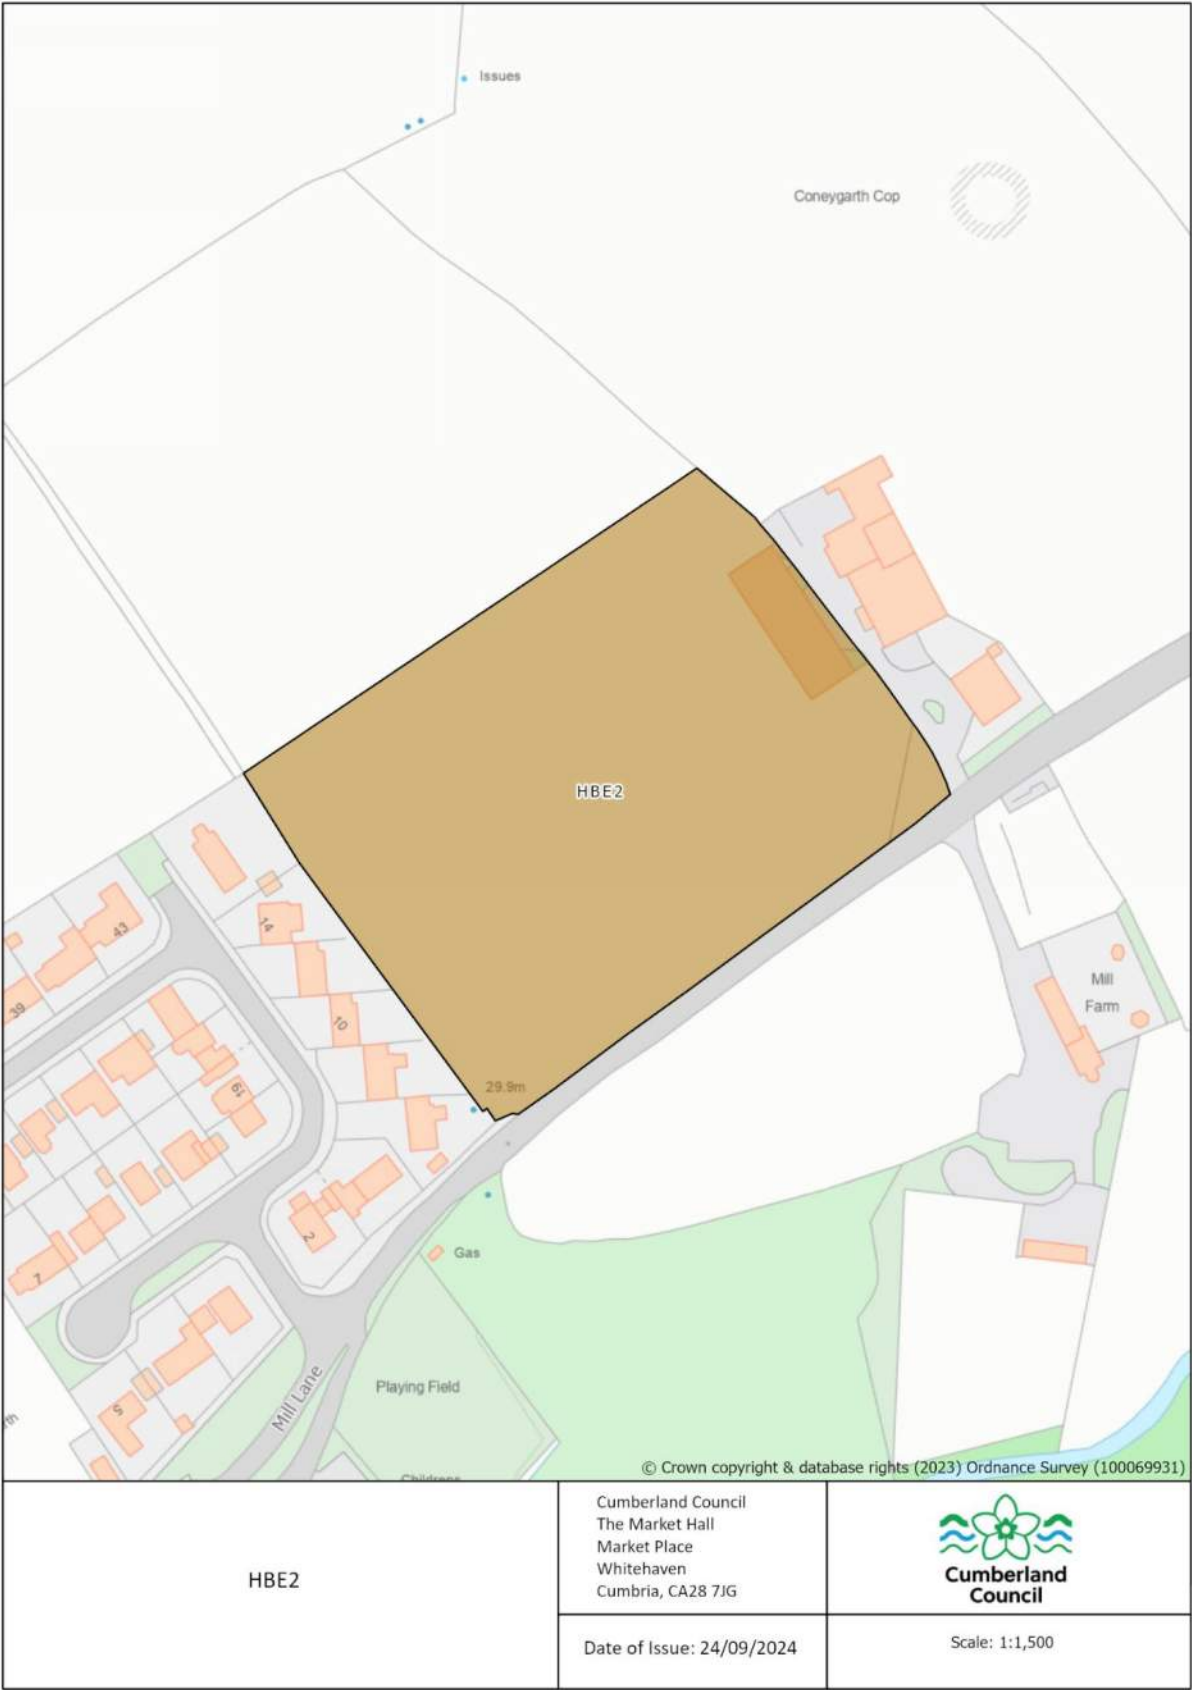 Issues
Coneygarth Cop
HBE2
14
43
39
10
19
Mill
Farm
29.9m
2
7
Gas
5
Mill Lane
Playing Field
Childrens
© Crown copyright & database rights (2023) Ordnance Survey (100069931)
HBE2
Cumberland Council
The Market Hall
Market Place
Whitehaven
Cumbria, CA28 7JG
Date of Issue: 24/09/2024
Cumberland
Council
Scale: 1:1,500